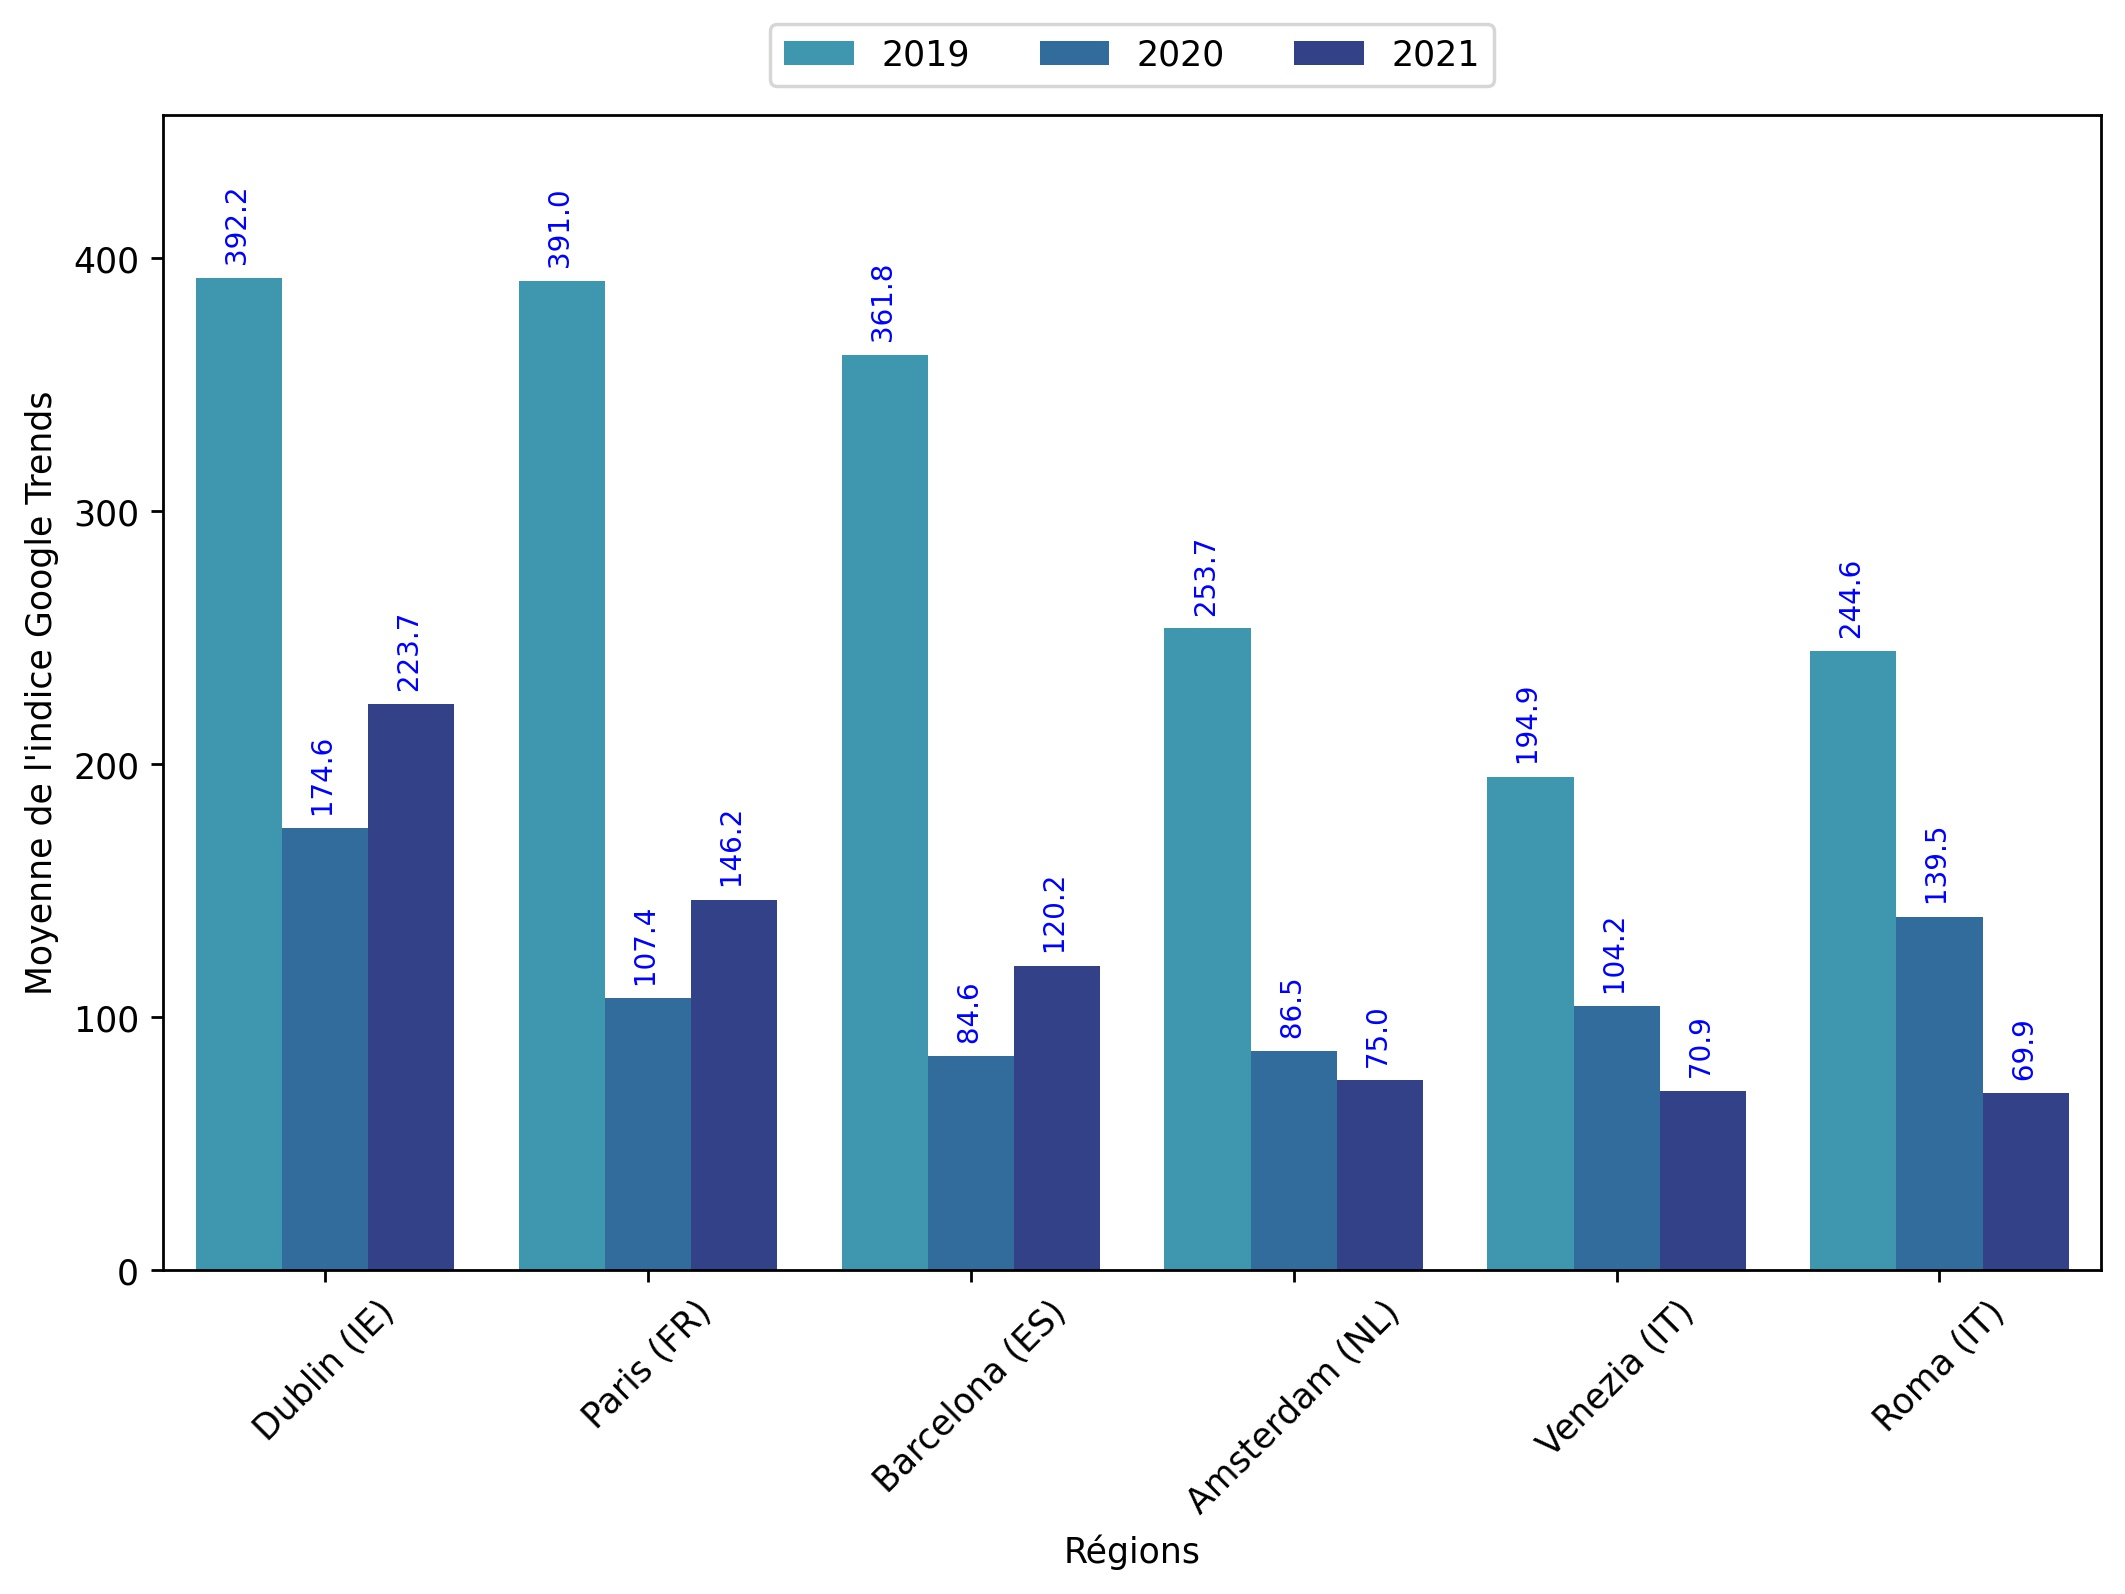 2019 2020 2021
Moyenne de l'indice Google Trends
400
300
200
100
0
392.2
174.6
223.7
391.0
107.4
146.2
361.8
84.6
120.2
253.7
86.5
75.0
194.9
104.2
70.9
244.6
139.5
69.9
Dublin (IE)
Paris (FR)
Barcelona (ES)
Amsterdam (NL)
Venezia (IT)
Roma (IT)
Régions